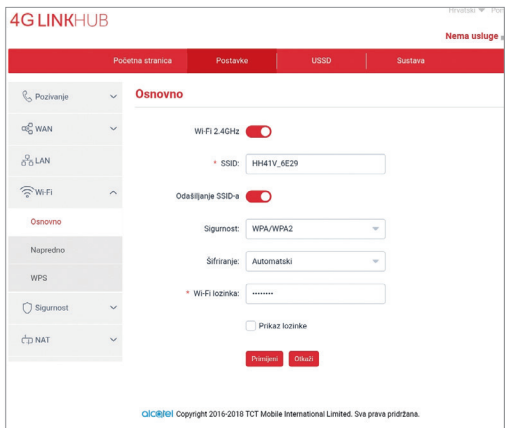 Hrvatski
4G LINKHUB
Nema usluge
Početna stranica Postavke USSD Sustava
Pozivanje
WAN
LAN
Wi-Fi
Osnovno
Napredno
WPS
Sigurnost
NAT
Osnovno
Wi-Fi 2.4GHz
* SSID: HH41V_6E29
Odašiljanje SSID-a
Sigurnost: WPA/WPA2
Šifriranje: Automatski
* Wi-Fi lozinka: ········
Prikaz lozinke
Primijeni Otkaži
alcatel Copyright 2016-2018 TCT Mobile International Limited. Sva prava pridržana.